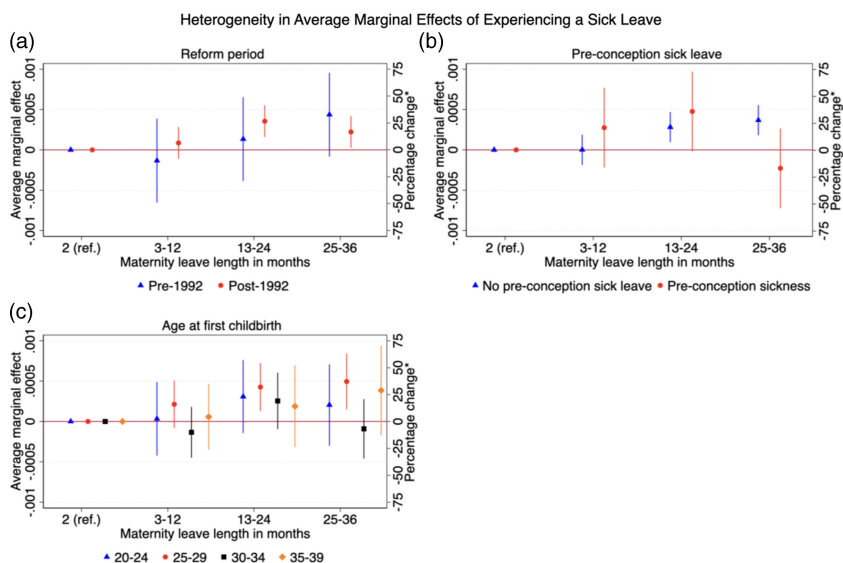 Heterogeneity in Average Marginal Effects of Experiencing a Sick Leave
(a)
Reform period
Average marginal effect
.001
.0005
0
-.0005
-.001
75
50
25
0
-25
-50
-75
Percentage change*
2 (ref.) 3-12 13-24 25-36
Maternity leave length in months
Pre-1992 Post-1992
(b)
Pre-conception sick leave
Average marginal effect
.001
.0005
0
-.0005
-.001
75
50
25
0
-25
-50
-75
Percentage change*
2 (ref.) 3-12 13-24 25-36
Maternity leave length in months
No pre-conception sick leave Pre-conception sickness
(c)
Age at first childbirth
Average marginal effect
.001
.0005
0
-.0005
-.001
75
50
25
0
-25
-50
-75
Percentage change*
2 (ref.) 3-12 13-24 25-36
Maternity leave length in months
20-24 25-29 30-34 35-39